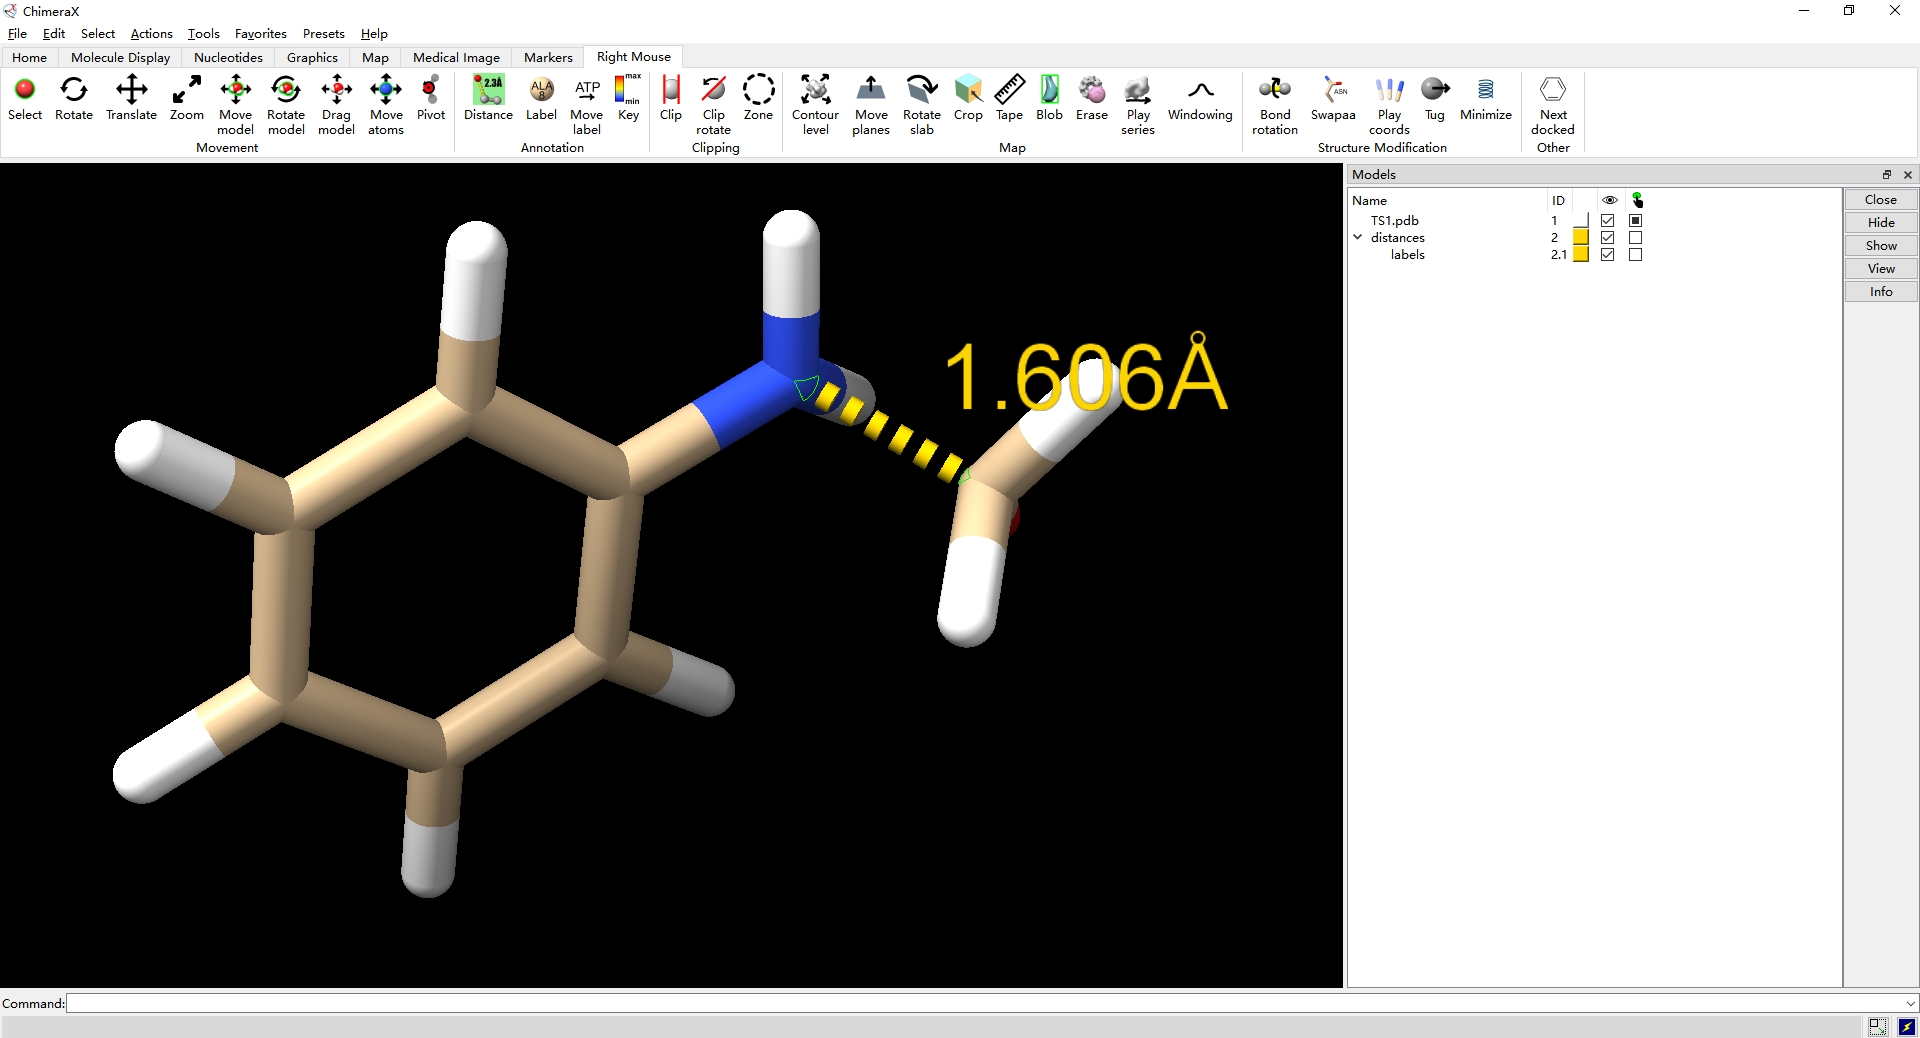 ChimeraX
File Edit Select Actions Tools Favorites Presets Help
Home Molecule Display Nucleotides Graphics Map Medical Image Markers Right Mouse
Select Rotate Translate Zoom Move model Rotate model Drag model Move atoms Pivot
Movement
2.3Å Distance ALA 8 Label ATP Move label max min Key
Annotation
Clip Clip rotate Zone
Clipping
Contour level Move planes Rotate slab Crop Tape Blob Erase Play series Windowing
Map
Bond rotation ASN Swapaa Play coords Tug Minimize
Structure Modification
Next docked
Other
1.606Å
Models
Name ID
TS1.pdb 1
distances 2
labels 2.1
Close
Hide
Show
View
Info
Command: